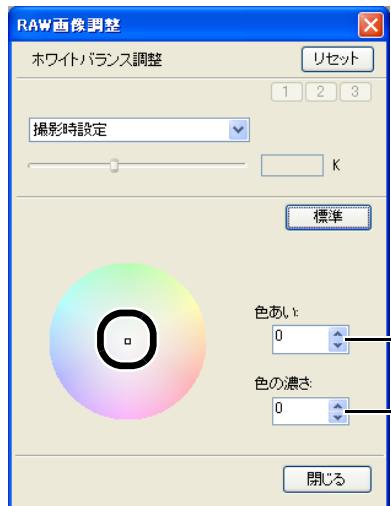 RAW画像調整
ホワイトバランス調整 リセット
1 2 3
撮影時設定
K
標準
色あい:
0
色の濃さ:
0
閉じる